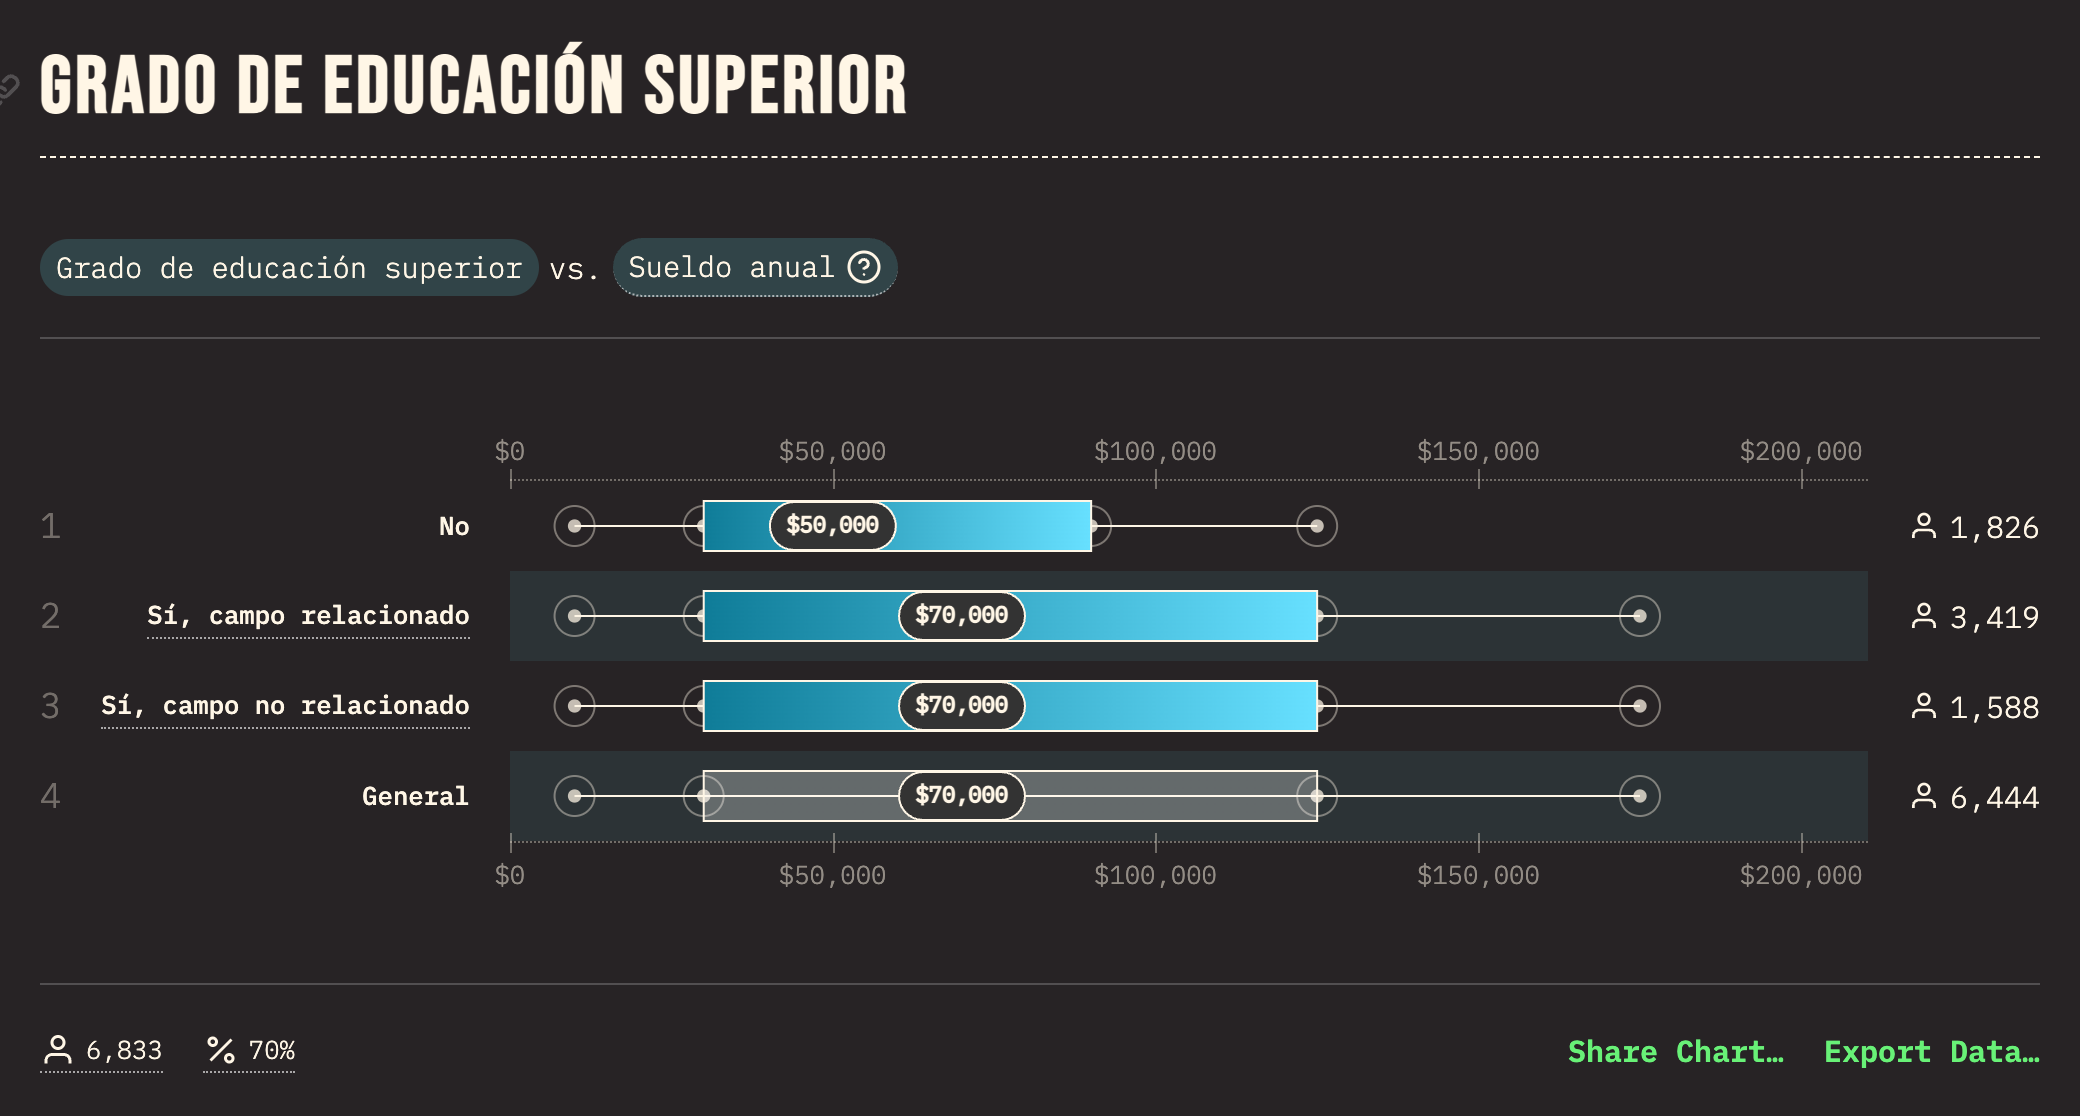 GRADO DE EDUCACIÓN SUPERIOR
Grado de educación superior vs. Sueldo anual
$0 $50,000 $100,000 $150,000 $200,000
1 No $50,000 1,826
2 Sí, campo relacionado $70,000 3,419
3 Sí, campo no relacionado $70,000 1,588
4 General $70,000 6,444
$0 $50,000 $100,000 $150,000 $200,000
6,833 70% Share Chart… Export Data…